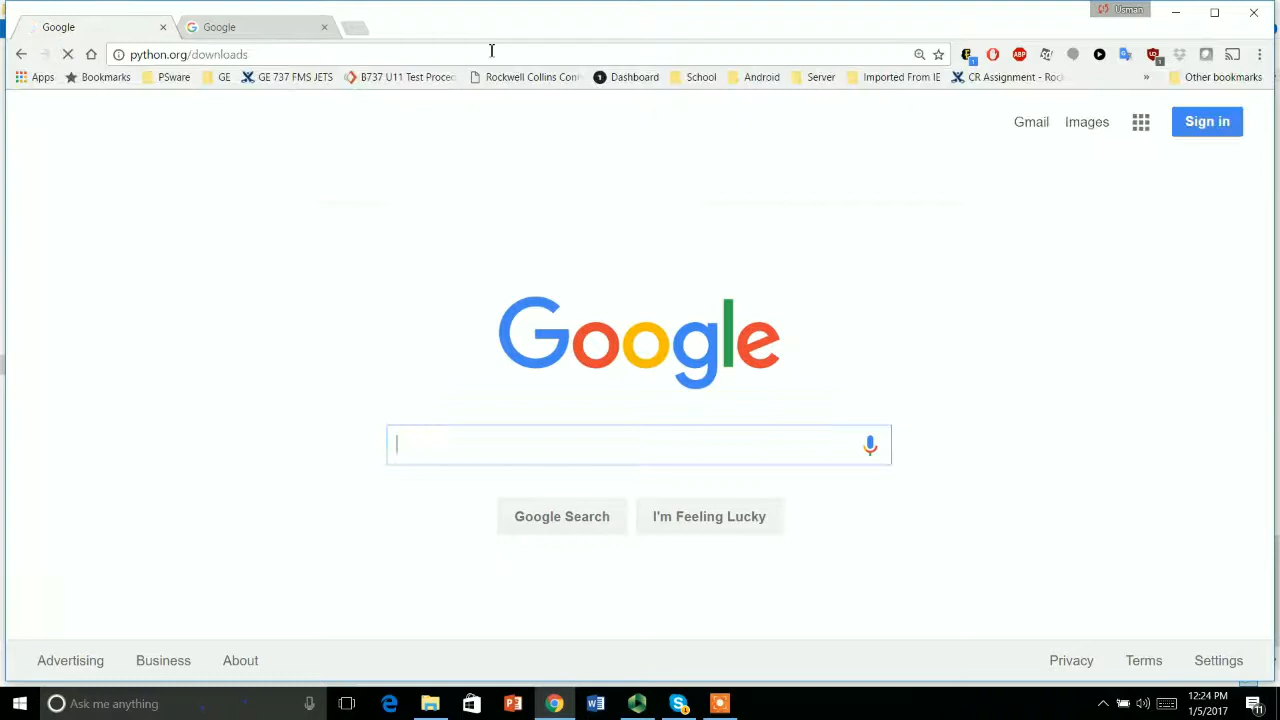 Usman
Google
Google
python.org/downloads
Apps Bookmarks PSwars GE GE 737 FMS JETS B737 U11 Test Proce Rockwell Collins Con Dashboard School Android Server Imported From IE CR Assignment - Roc » Other bookmarks
Gmail Images Sign in
Google
Google Search I'm Feeling Lucky
Advertising Business About Privacy Terms Settings
Ask me anything
12:24 PM
1/5/2017